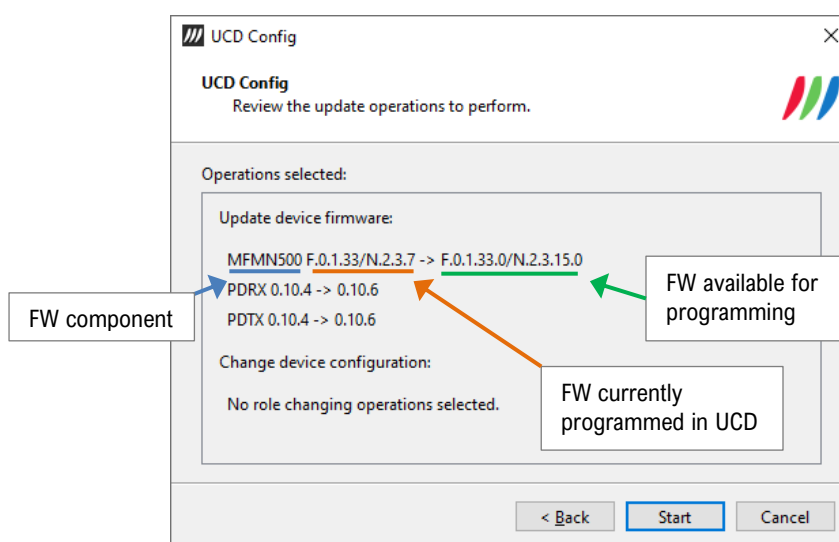 UCD Config
UCD Config
Review the update operations to perform.
Operations selected:
Update device firmware:
MFMN500 F.0.1.33/N.2.3.7 -> F.0.1.33.0/N.2.3.15.0
PDRX 0.10.4 -> 0.10.6
FW available for
programming
FW component
PDTX 0.10.4 -> 0.10.6
Change device configuration:
No role changing operations selected.
FW currently
programmed in UCD
< Back
Start
Cancel